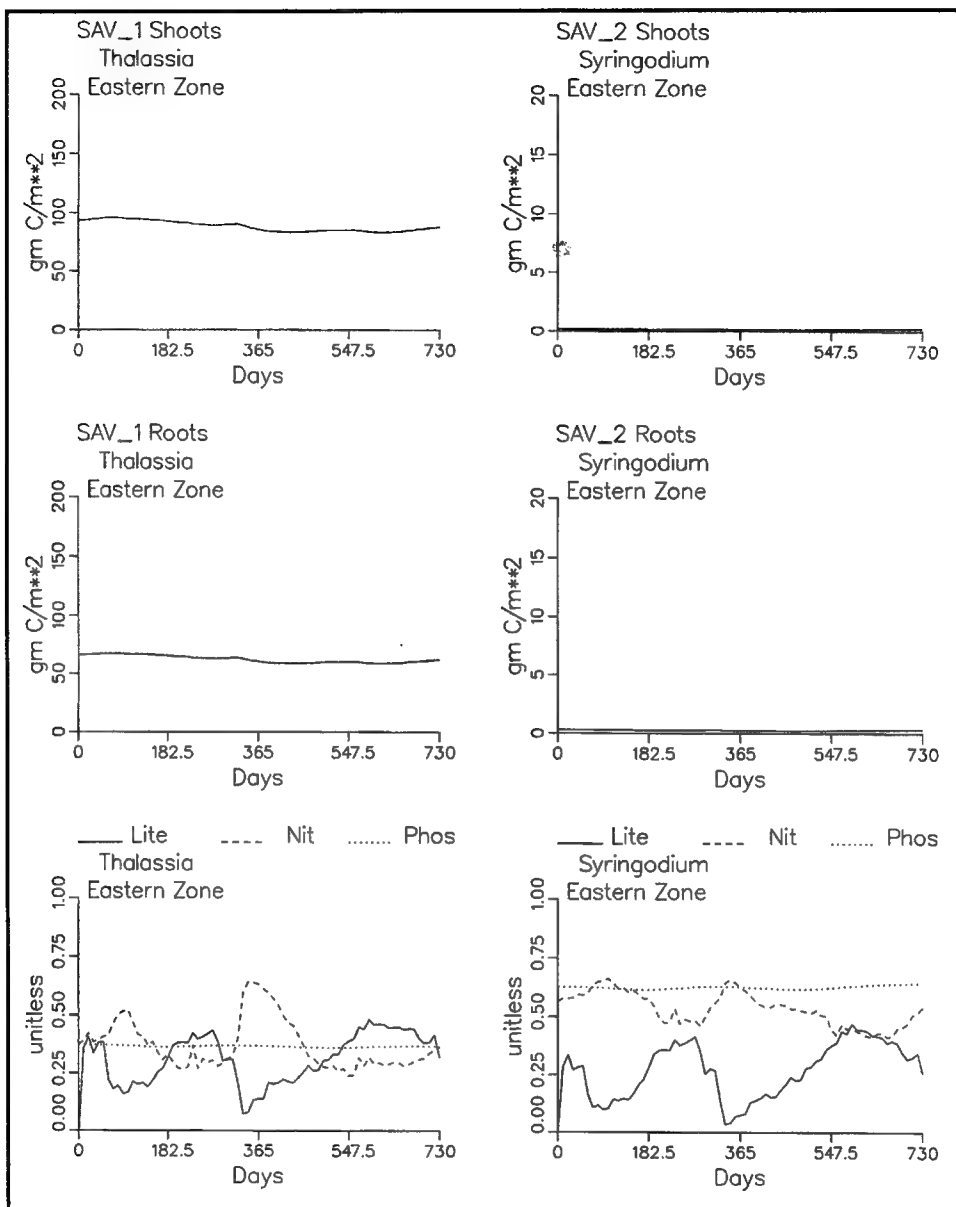 SAV_1 Shoots
Thalassia
Eastern Zone
gm C/m**2
0 50 100 150 200
0 182.5 365 547.5 730
Days
SAV_2 Shoots
Syringodium
Eastern Zone
gm C/m**2
0 5 10 15 20
0 182.5 365 547.5 730
Days
SAV_1 Roots
Thalassia
Eastern Zone
gm C/m**2
0 50 100 150 200
0 182.5 365 547.5 730
Days
SAV_2 Roots
Syringodium
Eastern Zone
gm C/m**2
0 5 10 15 20
0 182.5 365 547.5 730
Days
Lite Nit Phos
Thalassia
Eastern Zone
unitless
0.00 0.25 0.50 0.75 1.00
0 182.5 365 547.5 730
Days
Lite Nit Phos
Syringodium
Eastern Zone
unitless
0.00 0.25 0.50 0.75 1.00
0 182.5 365 547.5 730
Days